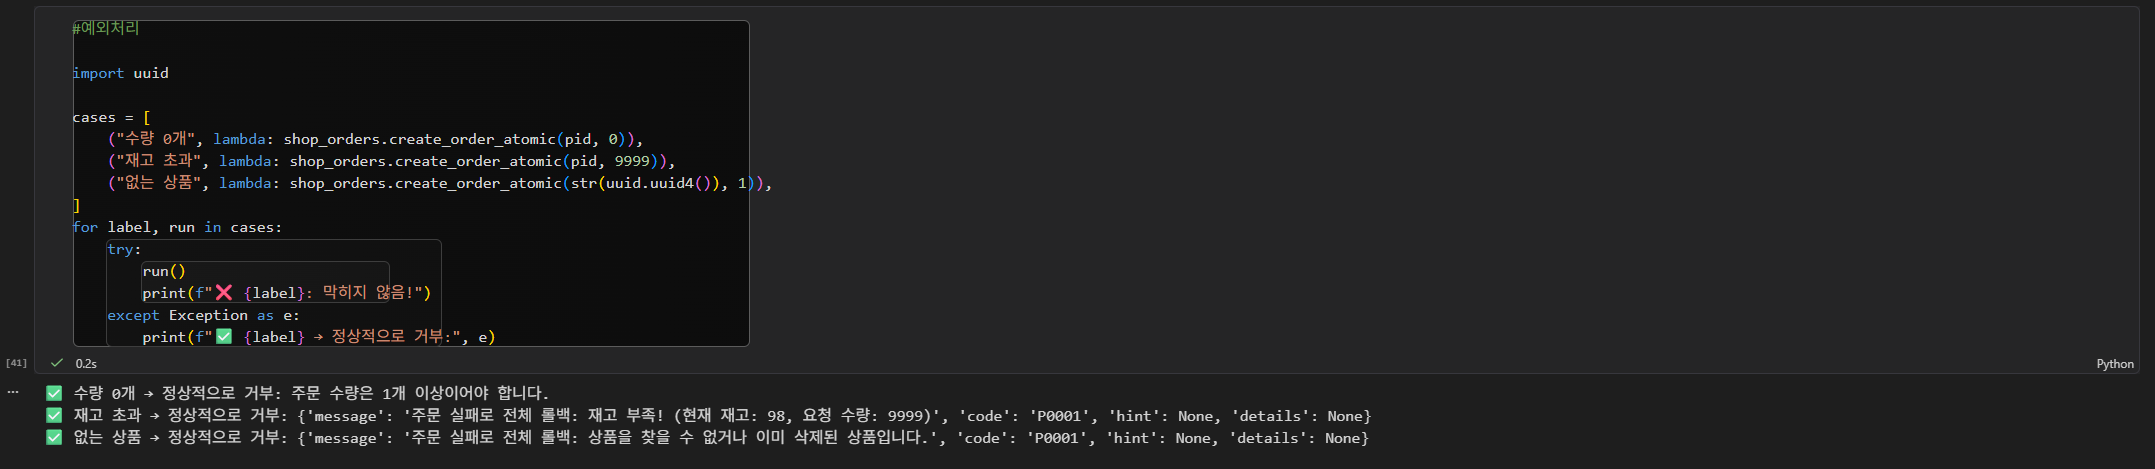 #예외처리
import uuid
cases = [
    ("수량 0개", lambda: shop_orders.create_order_atomic(pid, 0)),
    ("재고 초과", lambda: shop_orders.create_order_atomic(pid, 9999)),
    ("없는 상품", lambda: shop_orders.create_order_atomic(str(uuid.uuid4()), 1)),
]
for label, run in cases:
    try:
        run()
        print(f"❌ {label}: 막히지 않음!")
    except Exception as e:
        print(f"✅ {label} → 정상적으로 거부:", e)
[41] ✓ 0.2s Python
✅ 수량 0개 → 정상적으로 거부: 주문 수량은 1개 이상이어야 합니다.
✅ 재고 초과 → 정상적으로 거부: {'message': '주문 실패로 전체 롤백: 재고 부족! (현재 재고: 98, 요청 수량: 9999)', 'code': 'P0001', 'hint': None, 'details': None}
✅ 없는 상품 → 정상적으로 거부: {'message': '주문 실패로 전체 롤백: 상품을 찾을 수 없거나 이미 삭제된 상품입니다.', 'code': 'P0001', 'hint': None, 'details': None}